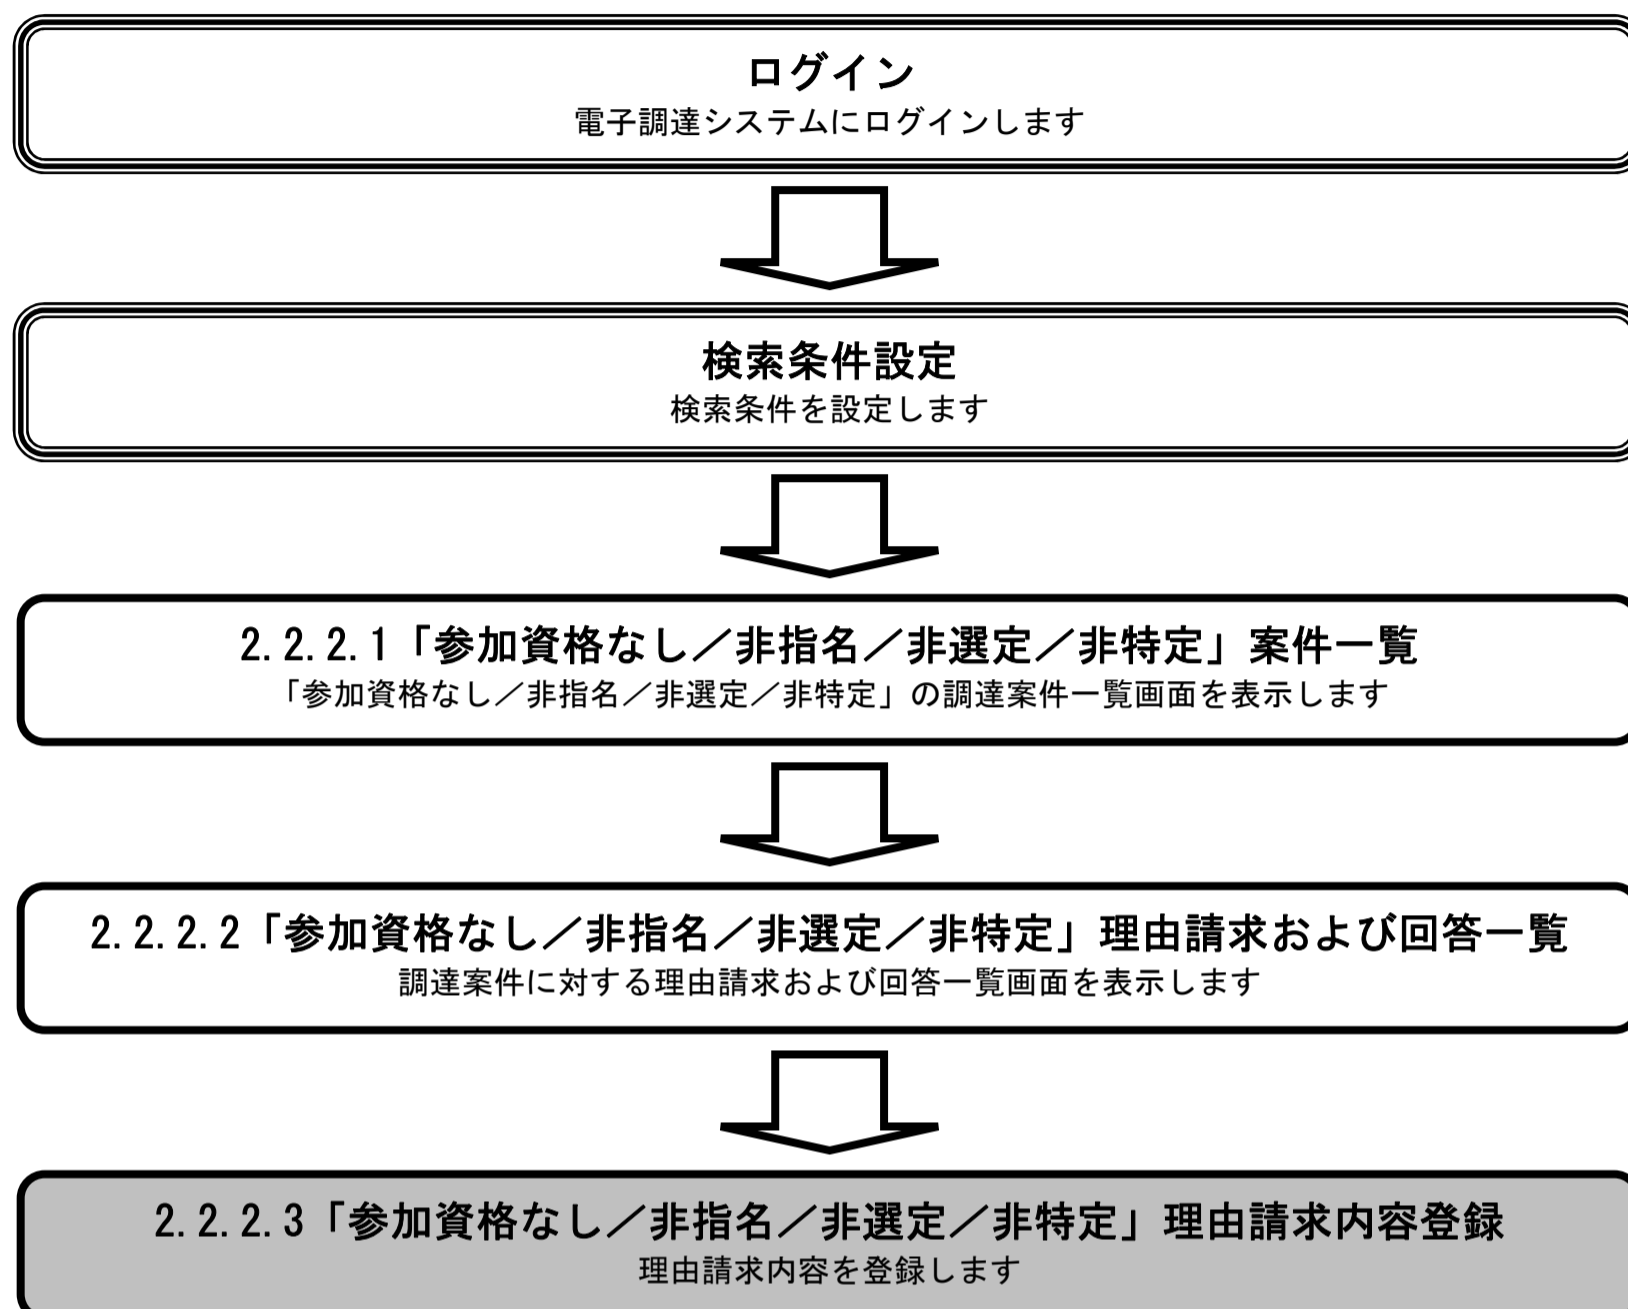 ログイン
電子調達システムにログインします
検索条件設定
検索条件を設定します
2.2.2.1「参加資格なし／非指名／非選定／非特定」案件一覧
「参加資格なし／非指名／非選定／非特定」の調達案件一覧画面を表示します
2.2.2.2「参加資格なし／非指名／非選定／非特定」理由請求および回答一覧
調達案件に対する理由請求および回答一覧画面を表示します
2.2.2.3「参加資格なし／非指名／非選定／非特定」理由請求内容登録
理由請求内容を登録します